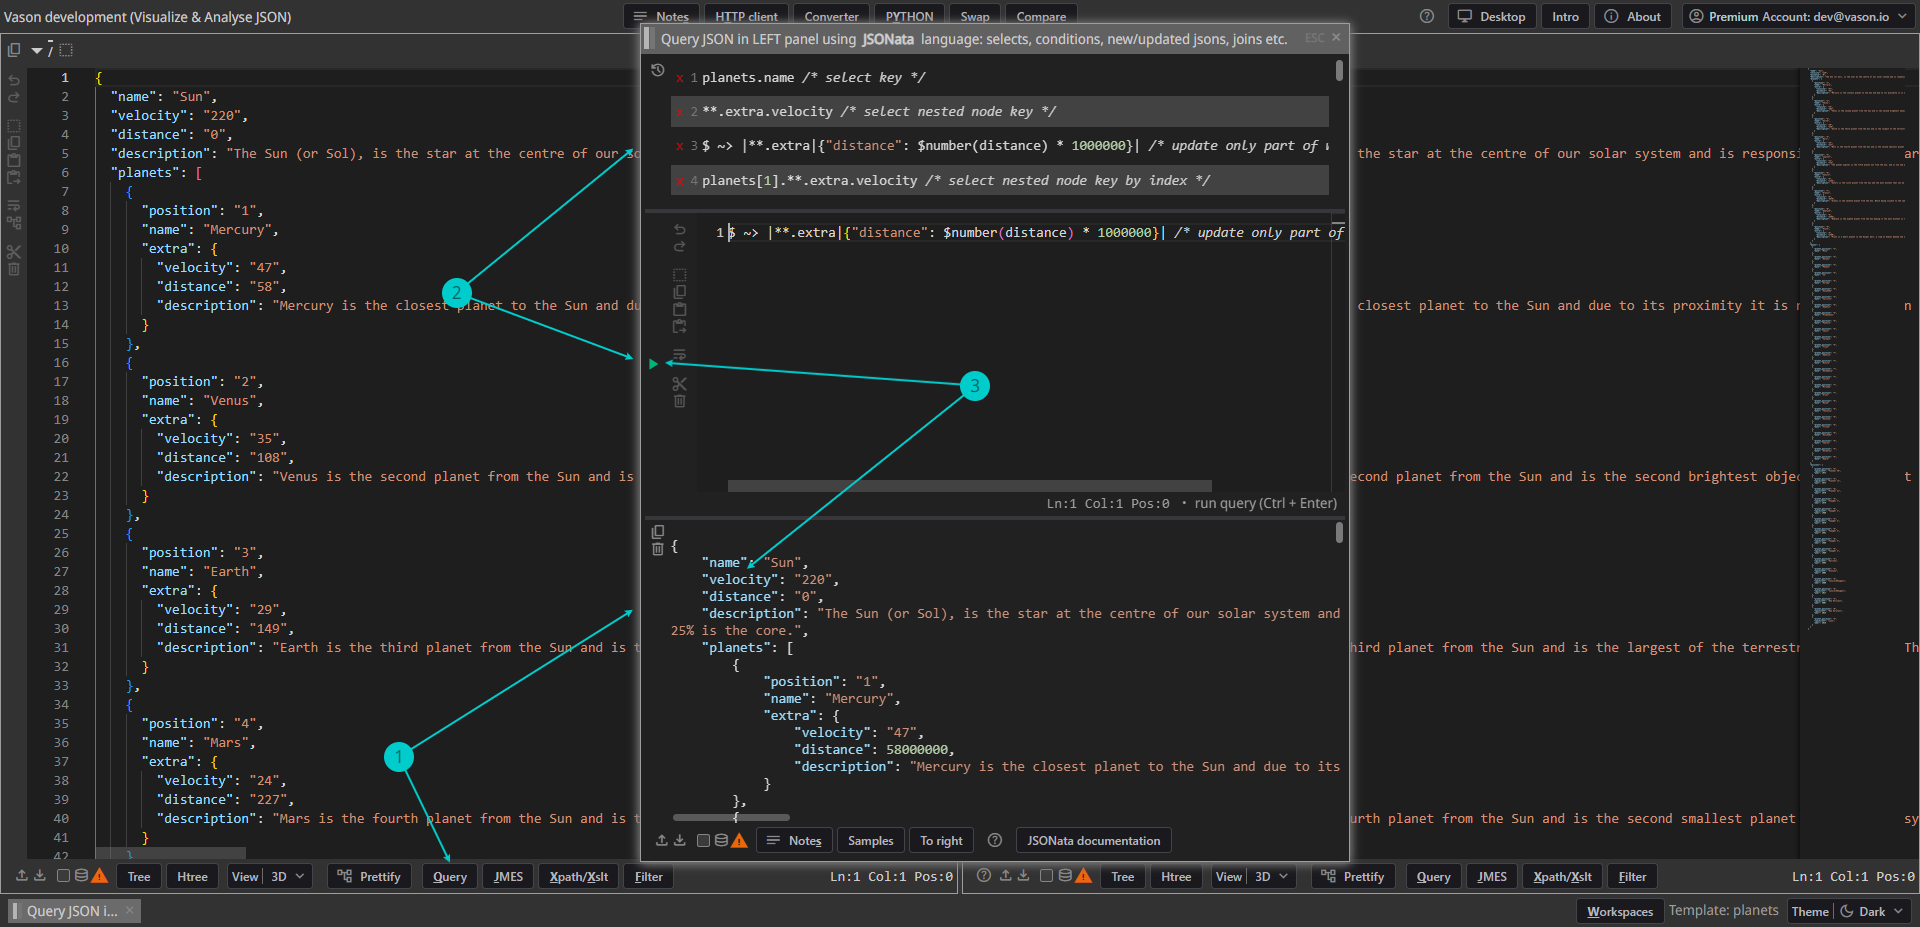 Vason development (Visualize & Analyse JSON)
Notes
HTTP client
Converter
PYTHON
Swap
Compare
Desktop
Intro
About
Premium Account: dev@vason.io
/
1 {
2 "name": "Sun",
3 "velocity": "220",
4 "distance": "0",
5 "description": "The Sun (or Sol), is the star at the centre of our so
6 "planets": [
7 {
8 "position": "1",
9 "name": "Mercury",
10 "extra": {
11 "velocity": "47",
12 "distance": "58",
13 "description": "Mercury is the closest planet to the Sun and du
14 }
15 },
16 {
17 "position": "2",
18 "name": "Venus",
19 "extra": {
20 "velocity": "35",
21 "distance": "108",
22 "description": "Venus is the second planet from the Sun and is
23 }
24 },
25 {
26 "position": "3",
27 "name": "Earth",
28 "extra": {
29 "velocity": "29",
30 "distance": "149",
31 "description": "Earth is the third planet from the Sun and is t
32 }
33 },
34 {
35 "position": "4",
36 "name": "Mars",
37 "extra": {
38 "velocity": "24",
39 "distance": "227",
40 "description": "Mars is the fourth planet from the Sun and is t
41 }
42 }
2
1
3
Query JSON in LEFT panel using JSONata language: selects, conditions, new/updated jsons, joins etc.
ESC ×
x 1 planets.name /* select key */
x 2 **.extra.velocity /* select nested node key */
x 3 $ ~> |**.extra|{"distance": $number(distance) * 1000000}| /* update only part of w
x 4 planets[1].**.extra.velocity /* select nested node key by index */
1 $ ~> |**.extra|{"distance": $number(distance) * 1000000}| /* update only part of
Ln:1 Col:1 Pos:0 • run query (Ctrl + Enter)
{
"name": "Sun",
"velocity": "220",
"distance": "0",
"description": "The Sun (or Sol), is the star at the centre of our solar system and
25% is the core.",
"planets": [
{
"position": "1",
"name": "Mercury",
"extra": {
"velocity": "47",
"distance": 58000000,
"description": "Mercury is the closest planet to the Sun and due to its
}
},
{
Notes
Samples
To right
JSONata documentation
the star at the centre of our solar system and is responsi
ar
closest planet to the Sun and due to its proximity it is
n
econd planet from the Sun and is the second brightest objec
t
hird planet from the Sun and is the largest of the terrestr
Th
urth planet from the Sun and is the second smallest planet
sy
Tree
Htree
View 3D
Prettify
Query
JMES
Xpath/Xslt
Filter
Ln:1 Col:1 Pos:0
Tree
Htree
View 3D
Prettify
Query
JMES
Xpath/Xslt
Filter
Ln:1 Col:1 Pos:0
Query JSON i... ×
Workspaces
Template: planets
Theme
Dark